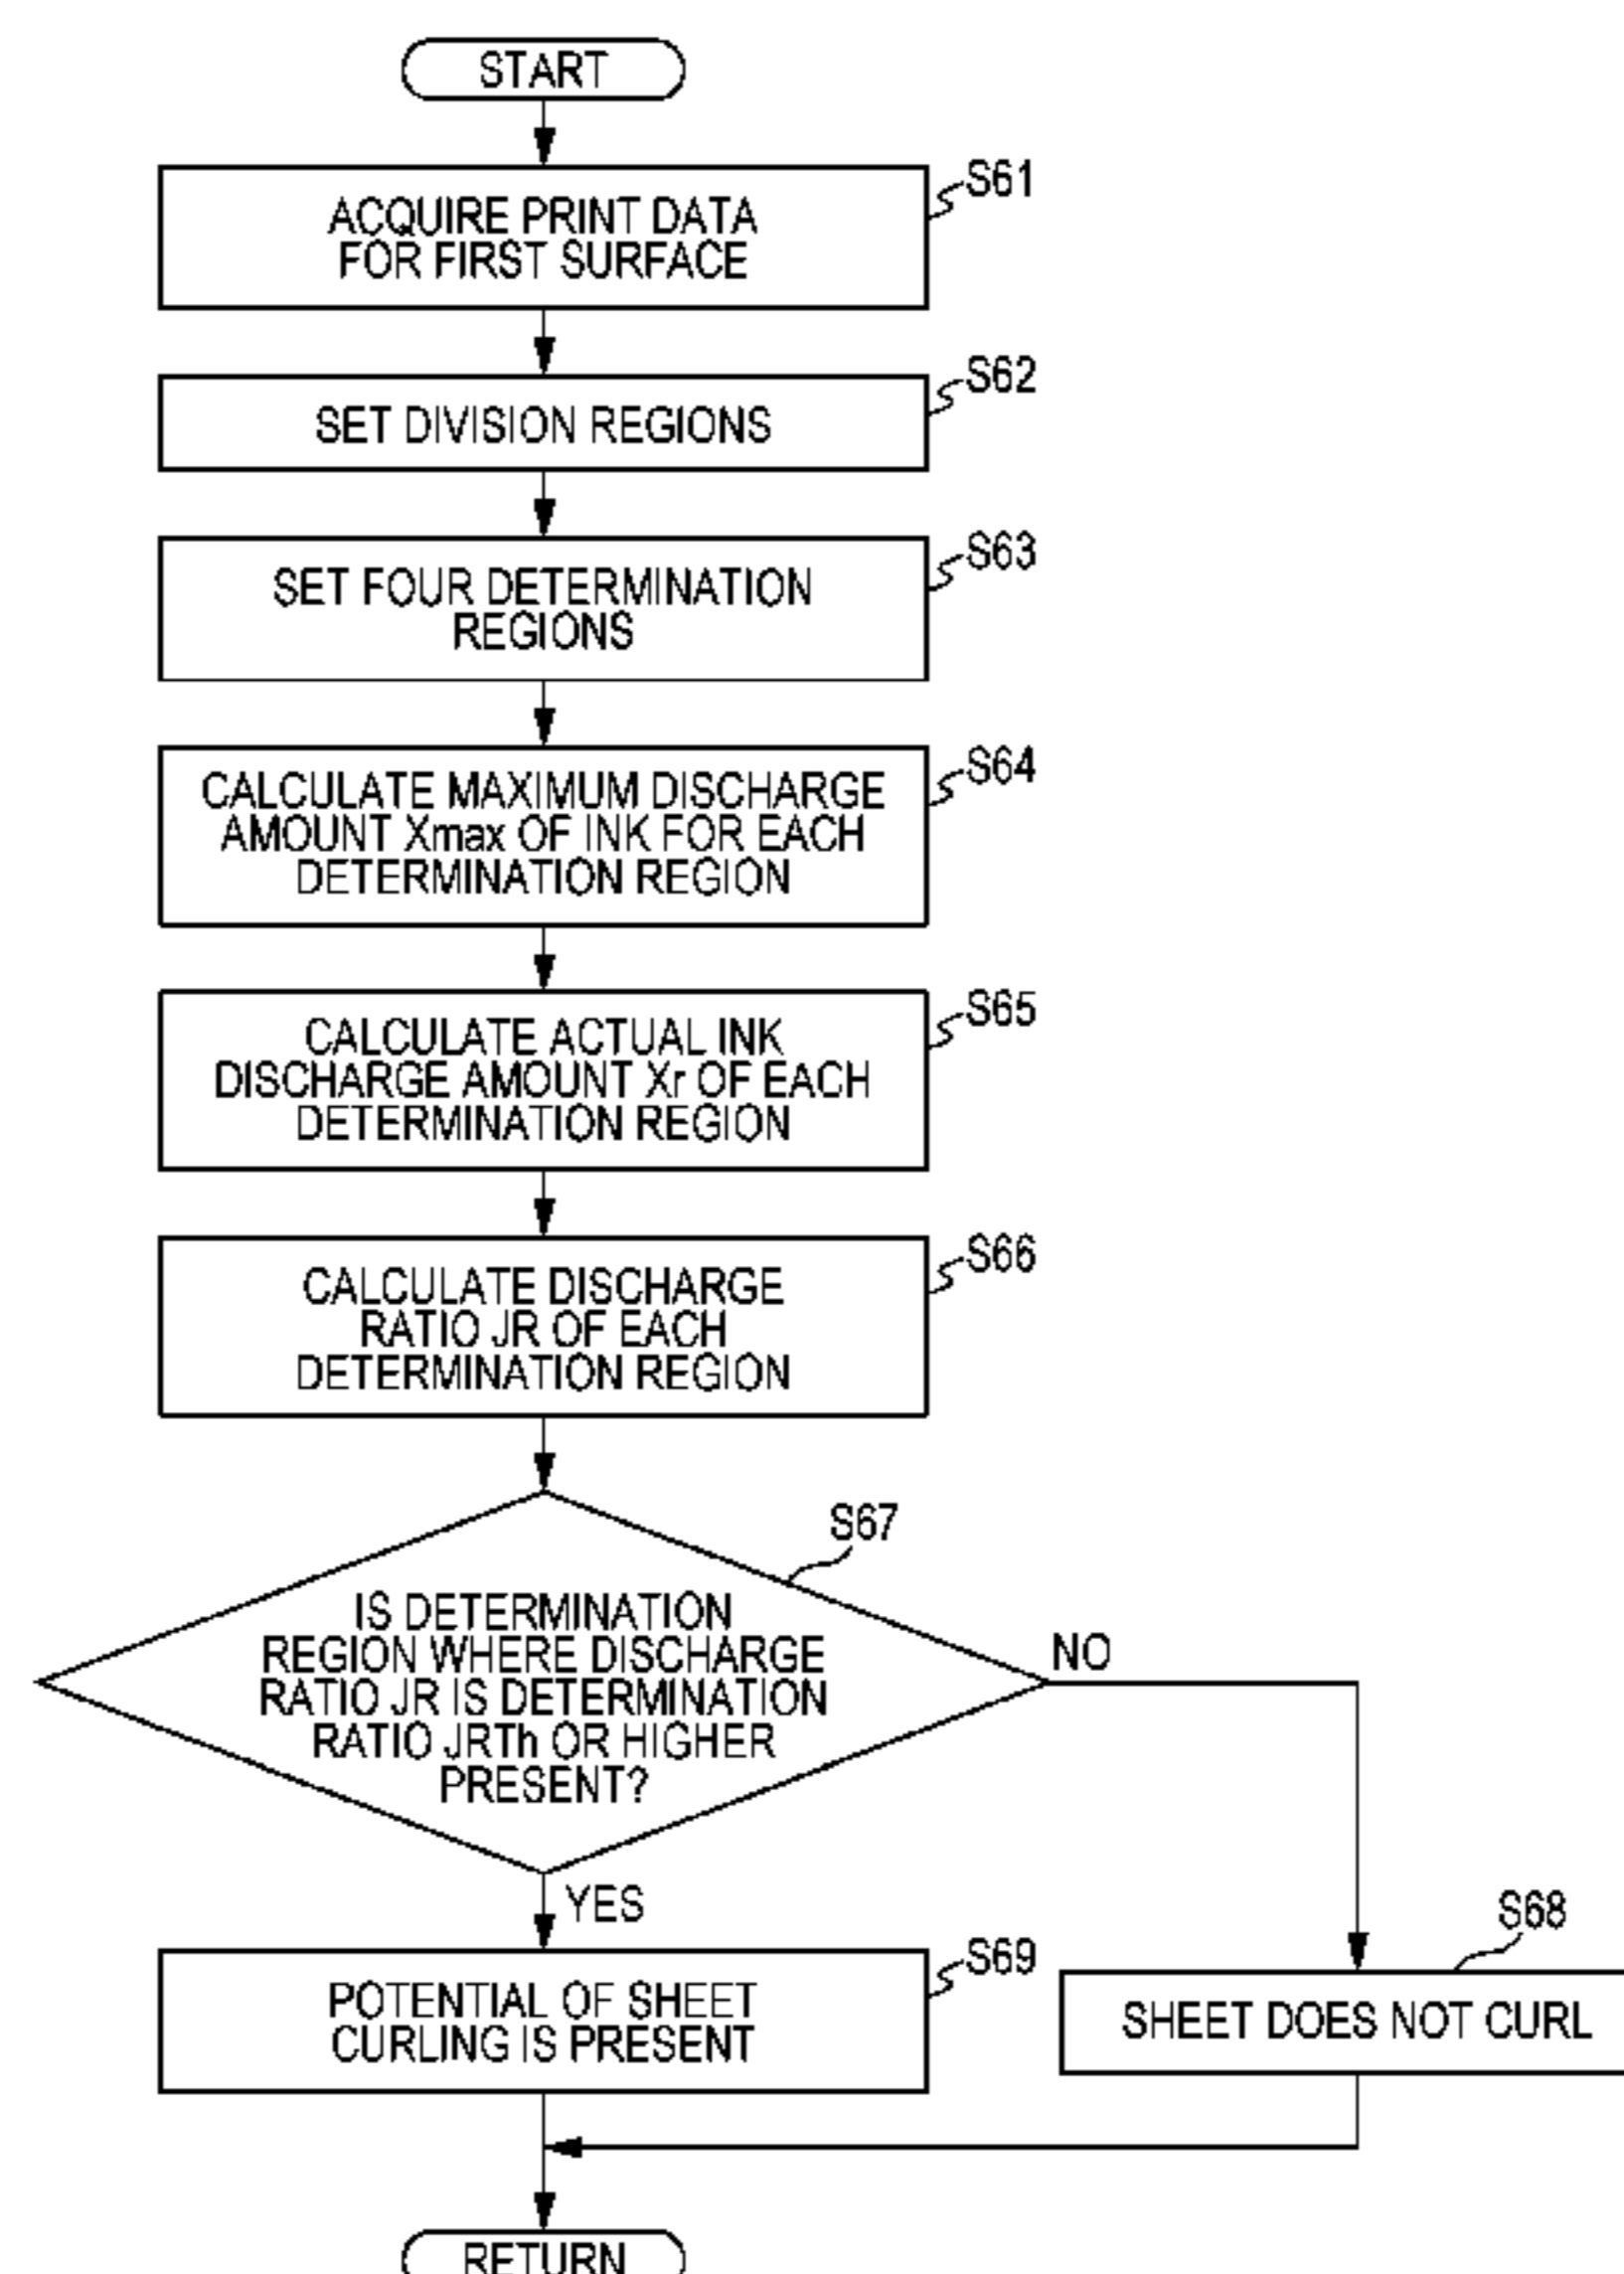 START
S61
ACQUIRE PRINT DATA
FOR FIRST SURFACE
S62
SET DIVISION REGIONS
S63
SET FOUR DETERMINATION
REGIONS
S64
CALCULATE MAXIMUM DISCHARGE
AMOUNT Xmax OF INK FOR EACH
DETERMINATION REGION
S65
CALCULATE ACTUAL INK
DISCHARGE AMOUNT Xr OF EACH
DETERMINATION REGION
S66
CALCULATE DISCHARGE
RATIO JR OF EACH
DETERMINATION REGION
S67
IS DETERMINATION
REGION WHERE DISCHARGE
RATIO JR IS DETERMINATION
RATIO JRTh OR HIGHER
PRESENT?
NO
YES
S68
SHEET DOES NOT CURL
S69
POTENTIAL OF SHEET
CURLING IS PRESENT
RETURN